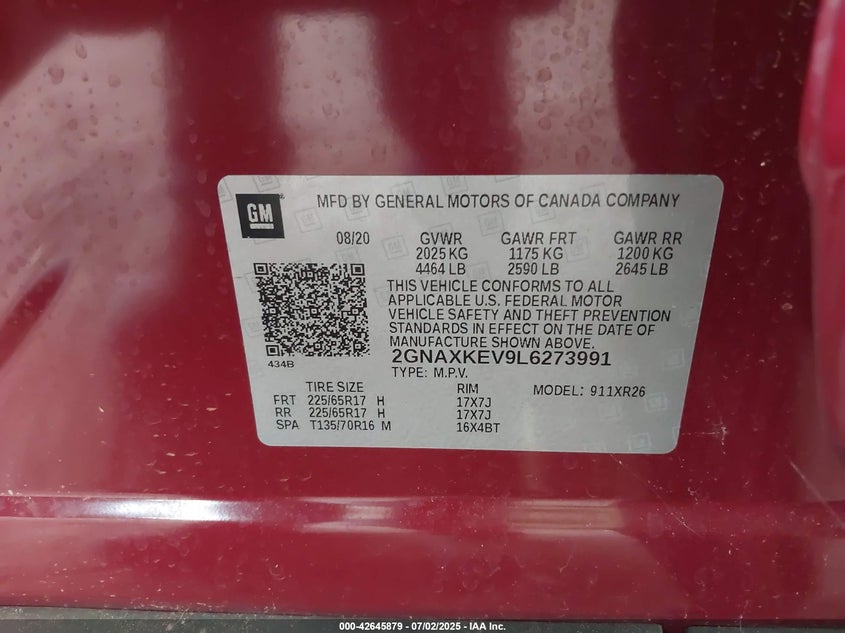 GM
MFD BY GENERAL MOTORS OF CANADA COMPANY
08/20 GVWR GAWR FRT GAWR RR
2025 KG 1175 KG 1200 KG
4464 LB 2590 LB 2645 LB
THIS VEHICLE CONFORMS TO ALL
APPLICABLE U.S. FEDERAL MOTOR
VEHICLE SAFETY AND THEFT PREVENTION
STANDARDS IN EFFECT ON THE DATE OF
MANUFACTURE SHOWN ABOVE.
434B
2GNAXKEV9L6273991
TYPE: M.P.V.
TIRE SIZE RIM MODEL: 911XR26
FRT 225/65R17 H 17X7J
RR 225/65R17 H 17X7J
SPA T135/70R16 M 16X4BT
000-42645879 - 07/02/2025 - IAA Inc.